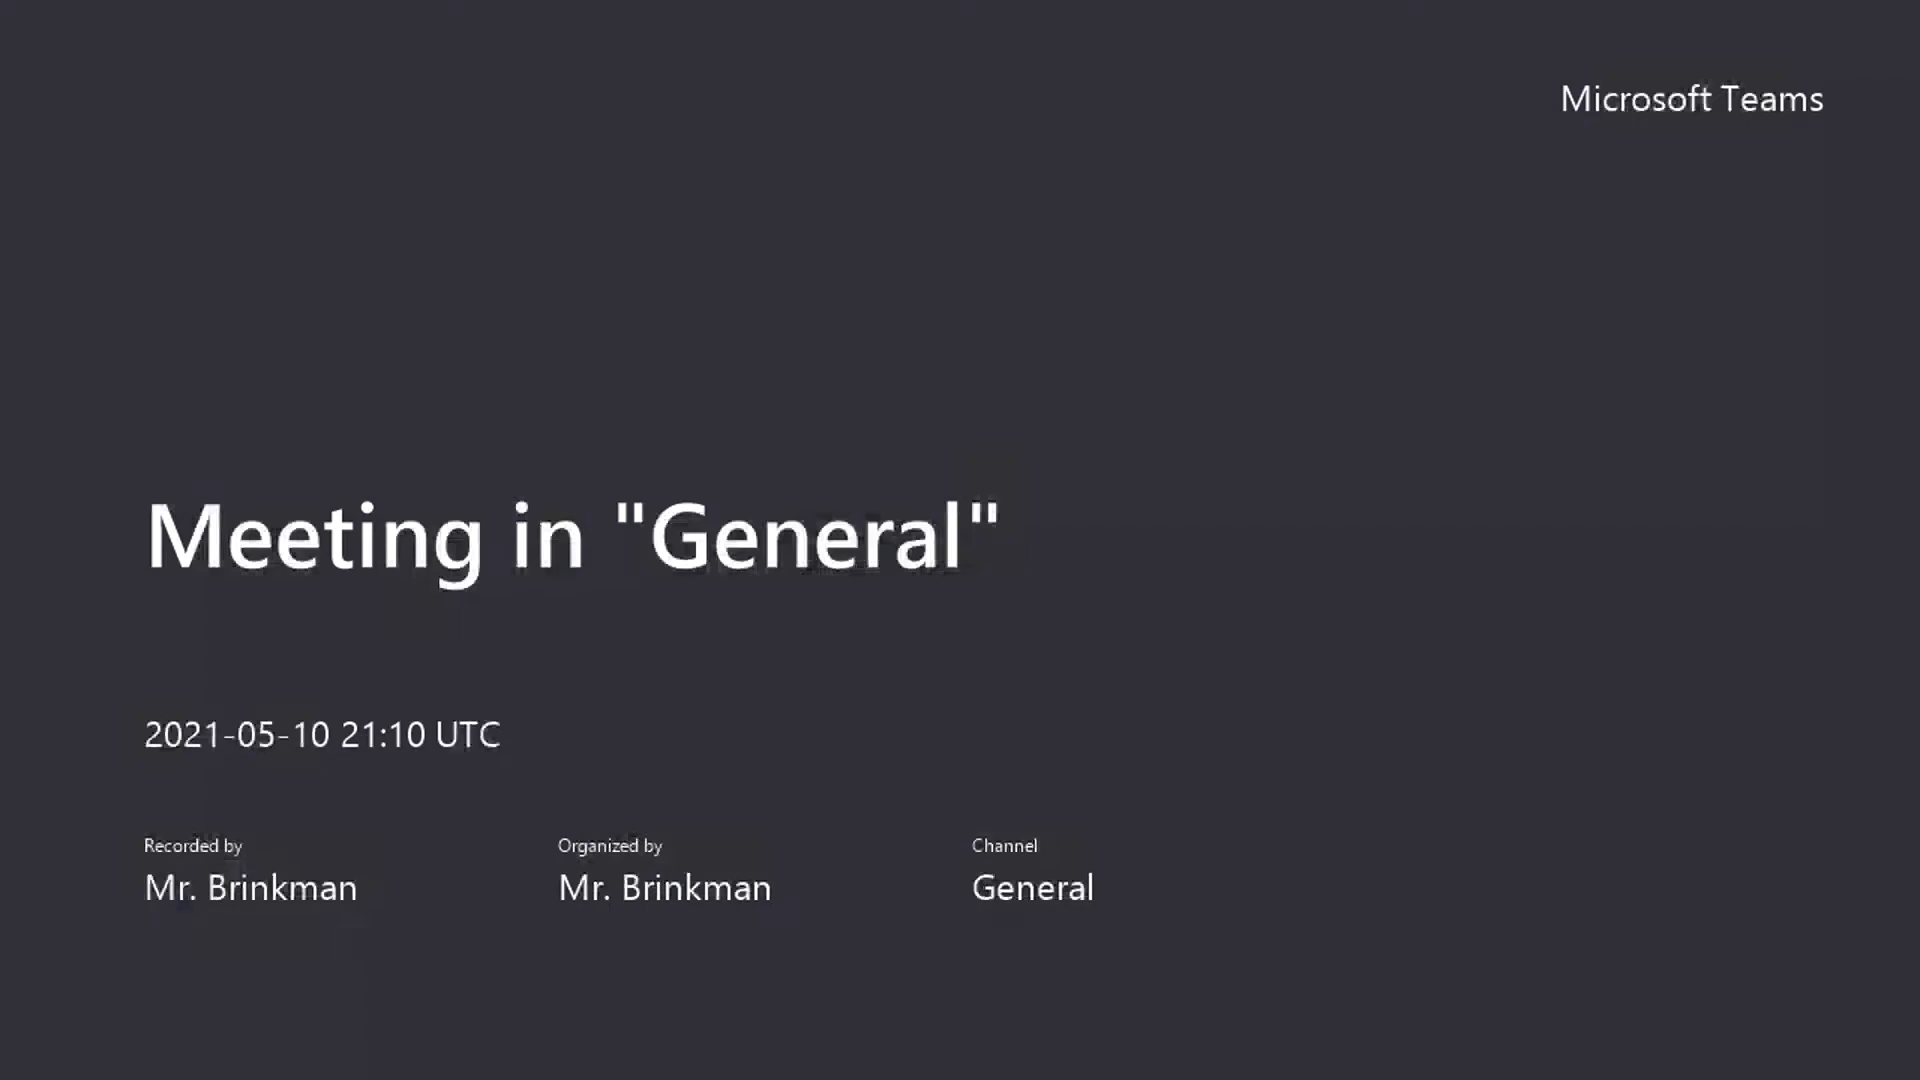 Microsoft Teams
Meeting in "General"
2021-05-10 21:10 UTC
Recorded by
Mr. Brinkman
Organized by
Mr. Brinkman
Channel
General